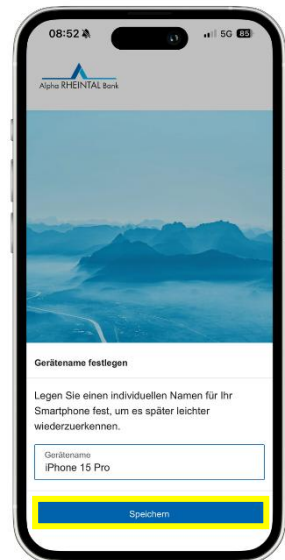 08:52
5G 85
Alpha RHEINTAL Bank
Gerätename festlegen
Legen Sie einen individuellen Namen für Ihr
Smartphone fest, um es später leichter
wiederzuerkennen.
Gerätename
iPhone 15 Pro
Speichern